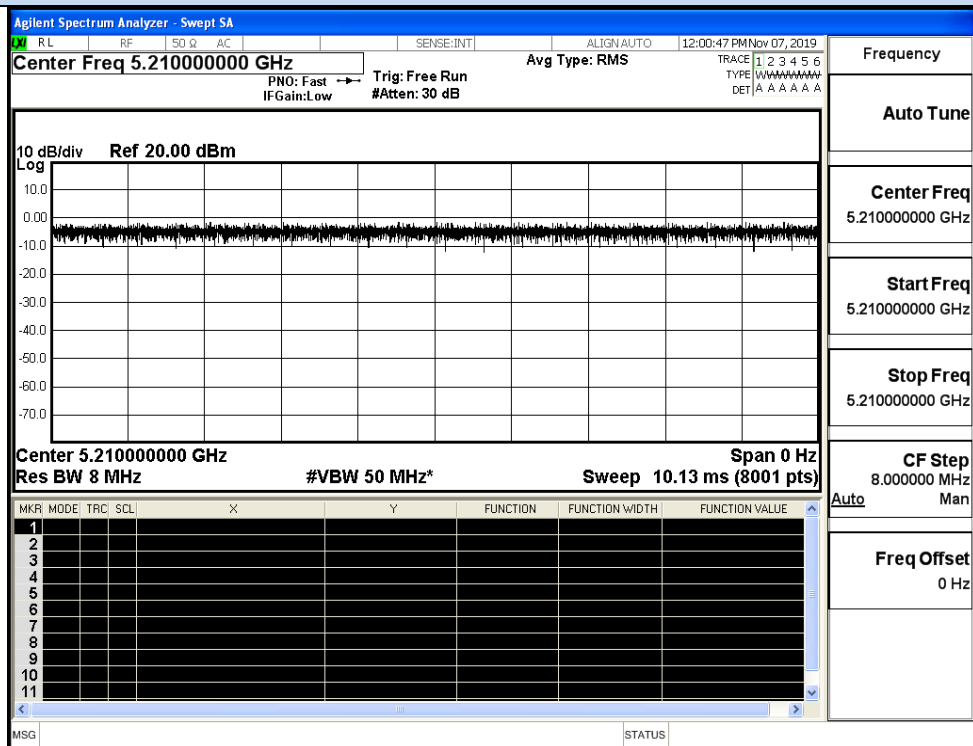 Agilent Spectrum Analyzer - Swept SA
LXI RL RF 50 Ω AC SENSE:INT ALIGN AUTO 12:00:47 PM Nov 07, 2019
Center Freq 5.210000000 GHz
PNO: Fast
IFGain:Low
Trig: Free Run
#Atten: 30 dB
Avg Type: RMS
TRACE 1 2 3 4 5 6
TYPE WWWWWW
DET A A A A A A
10 dB/div Ref 20.00 dBm
Log
10.0
0.00
-10.0
-20.0
-30.0
-40.0
-50.0
-60.0
-70.0
Center 5.210000000 GHz Span 0 Hz
Res BW 8 MHz #VBW 50 MHz* Sweep 10.13 ms (8001 pts)
MKR MODE TRC SCL X Y FUNCTION FUNCTION WIDTH FUNCTION VALUE
1
2
3
4
5
6
7
8
9
10
11
MSG STATUS
Frequency
Auto Tune
Center Freq
5.210000000 GHz
Start Freq
5.210000000 GHz
Stop Freq
5.210000000 GHz
CF Step
8.000000 MHz
Auto Man
Freq Offset
0 Hz